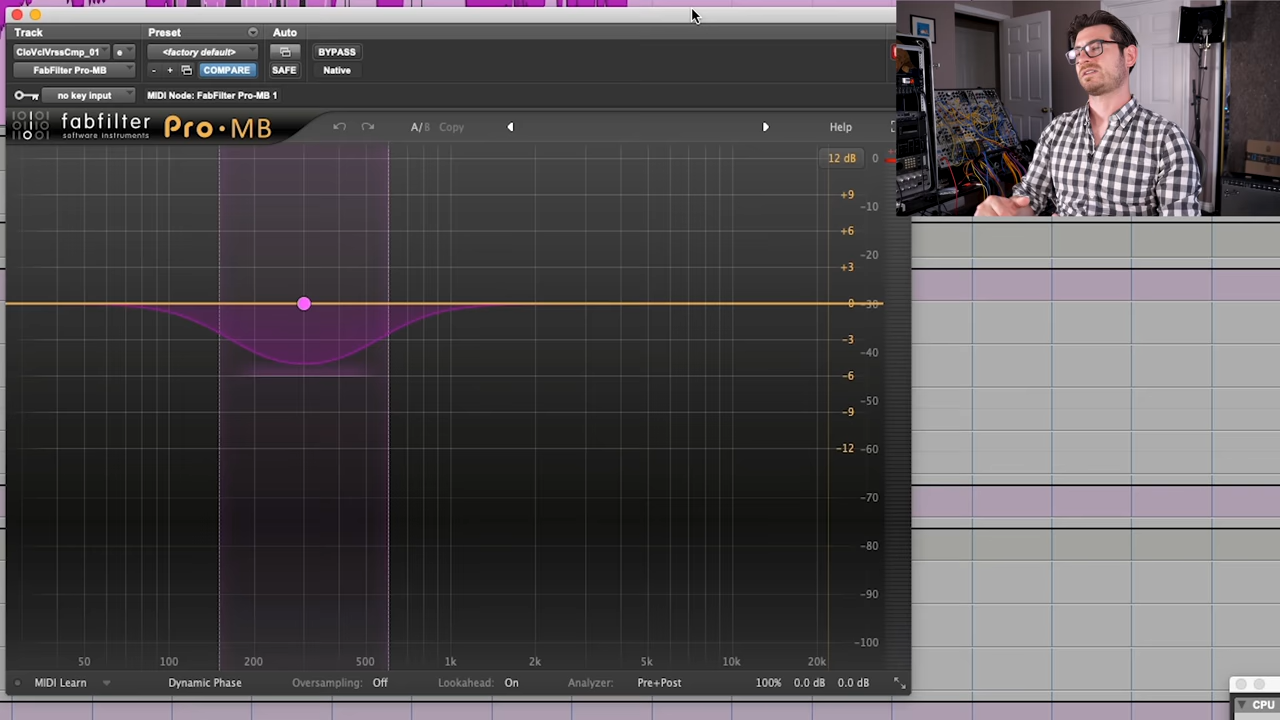 Track Preset Auto
CloVclVrssCmp_01 e <factory default> BYPASS
FabFilter Pro-MB - + COMPARE SAFE Native
no key input MIDI Node: FabFilter Pro-MB 1
fabfilter
software instruments
Pro·MB A/B Copy Help
12 dB 0
+9
-10
+6
-20
+3
0 -30
-3
-40
-6
-50
-9
-12 -60
-70
-80
-90
-100
50 100 200 500 1k 2k 5k 10k 20k
MIDI Learn Dynamic Phase Oversampling: Off Lookahead: On Analyzer: Pre+Post 100% 0.0 dB 0.0 dB
CPU